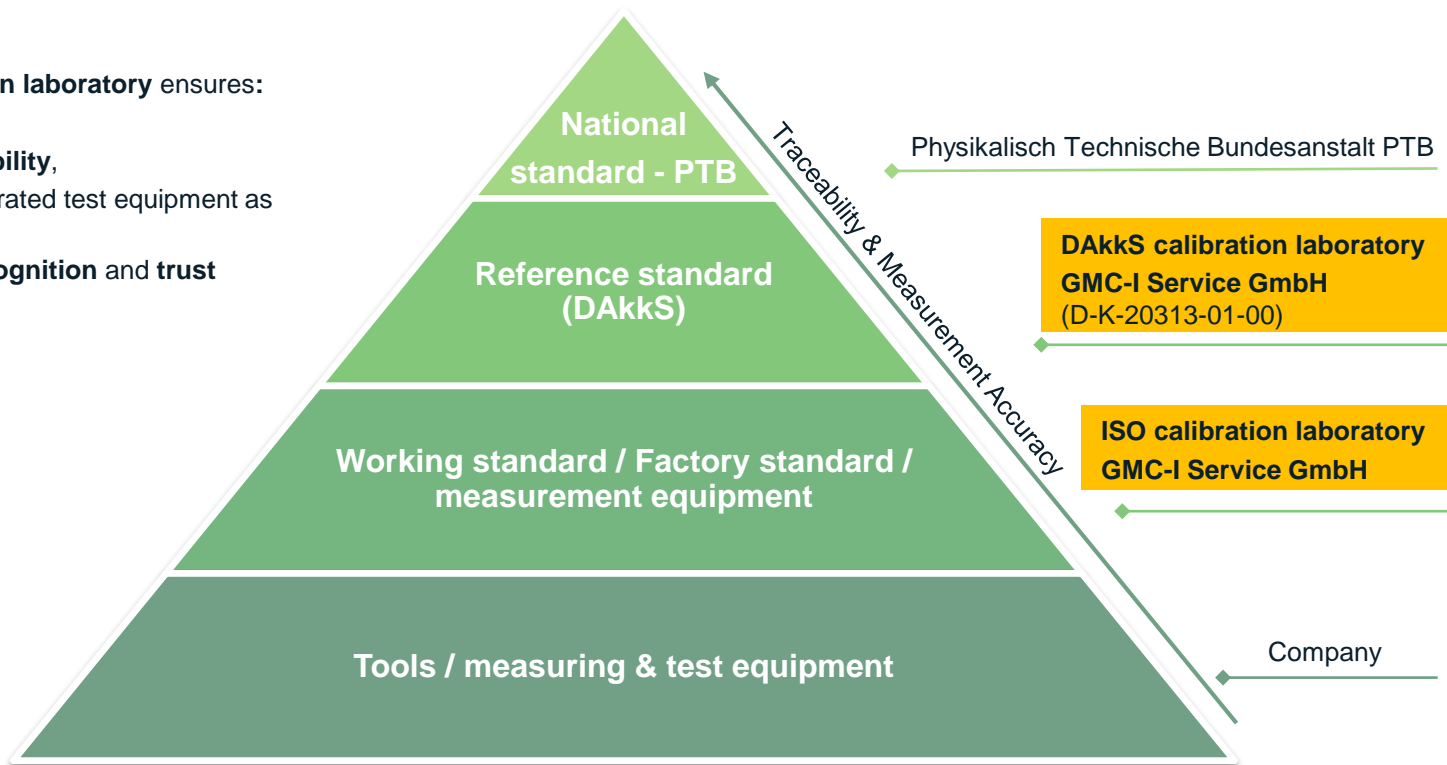 n laboratory ensures:
bility,
rated test equipment as
ognition and trust
National
standard - PTB
Reference standard
(DAkkS)
Working standard / Factory standard /
measurement equipment
Tools / measuring & test equipment
Traceability & Measurement Accuracy
Physikalisch Technische Bundesanstalt PTB
DAkkS calibration laboratory
GMC-I Service GmbH
(D-K-20313-01-00)
ISO calibration laboratory
GMC-I Service GmbH
Company